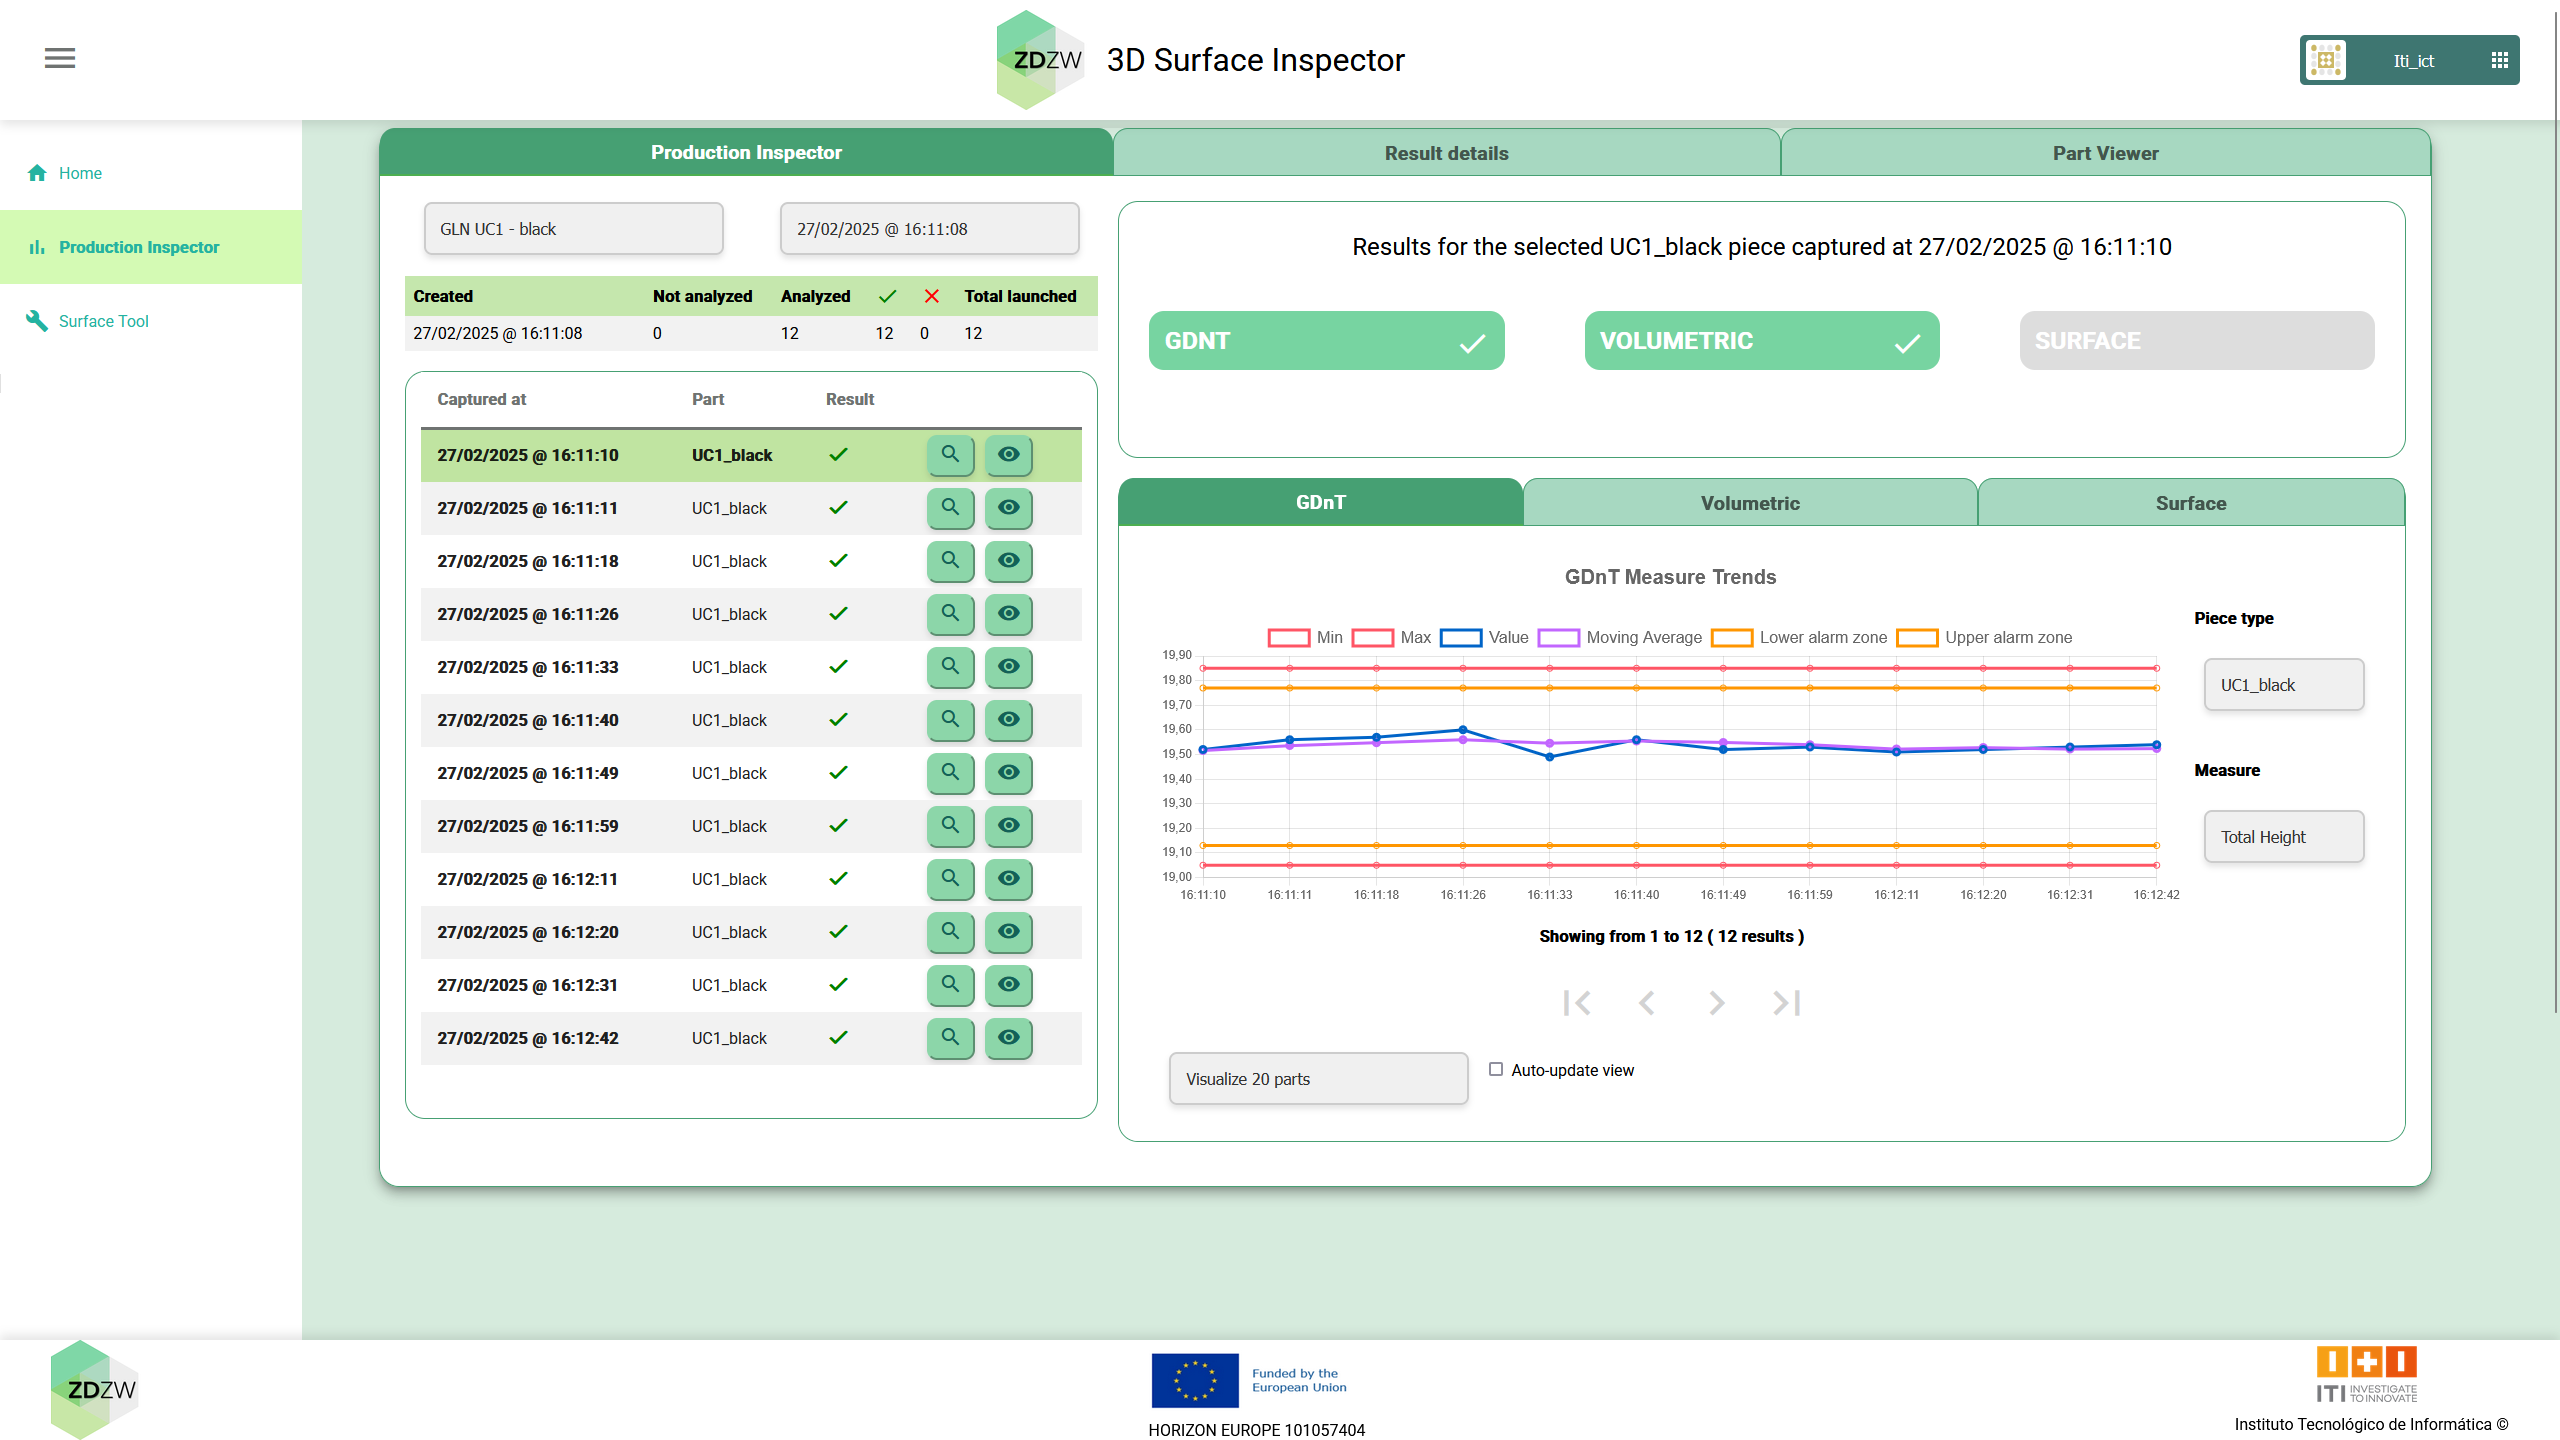 ZDZW
3D Surface Inspector
Iti_ict
Home
Production Inspector
Surface Tool
Production Inspector
Result details
Part Viewer
GLN UC1 - black
27/02/2025 @ 16:11:08
Created Not analyzed Analyzed Total launched
27/02/2025 @ 16:11:08 0 12 12 0 12
Captured at Part Result
27/02/2025 @ 16:11:10 UC1_black
27/02/2025 @ 16:11:11 UC1_black
27/02/2025 @ 16:11:18 UC1_black
27/02/2025 @ 16:11:26 UC1_black
27/02/2025 @ 16:11:33 UC1_black
27/02/2025 @ 16:11:40 UC1_black
27/02/2025 @ 16:11:49 UC1_black
27/02/2025 @ 16:11:59 UC1_black
27/02/2025 @ 16:12:11 UC1_black
27/02/2025 @ 16:12:20 UC1_black
27/02/2025 @ 16:12:31 UC1_black
27/02/2025 @ 16:12:42 UC1_black
Results for the selected UC1_black piece captured at 27/02/2025 @ 16:11:10
GDNT
VOLUMETRIC
SURFACE
GDnT
Volumetric
Surface
GDnT Measure Trends
Min Max Value Moving Average Lower alarm zone Upper alarm zone
19,90
19,80
19,70
19,60
19,50
19,40
19,30
19,20
19,10
19,00
16:11:10 16:11:11 16:11:18 16:11:26 16:11:33 16:11:40 16:11:49 16:11:59 16:12:11 16:12:20 16:12:31 16:12:42
Piece type
UC1_black
Measure
Total Height
Showing from 1 to 12 ( 12 results )
Visualize 20 parts
Auto-update view
ZDZW
Funded by the
European Union
HORIZON EUROPE 101057404
ITI INVESTIGATE
TO INNOVATE
Instituto Tecnológico de Informática ©